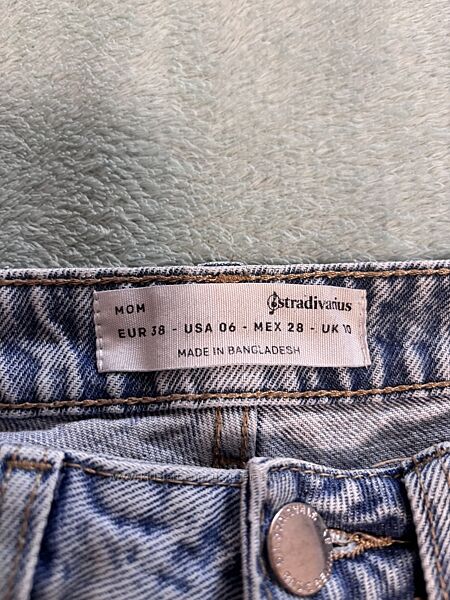 MOM
stradivarius
EUR 38 - USA 06 - MEX 28 - UK 10
MADE IN BANGLADESH